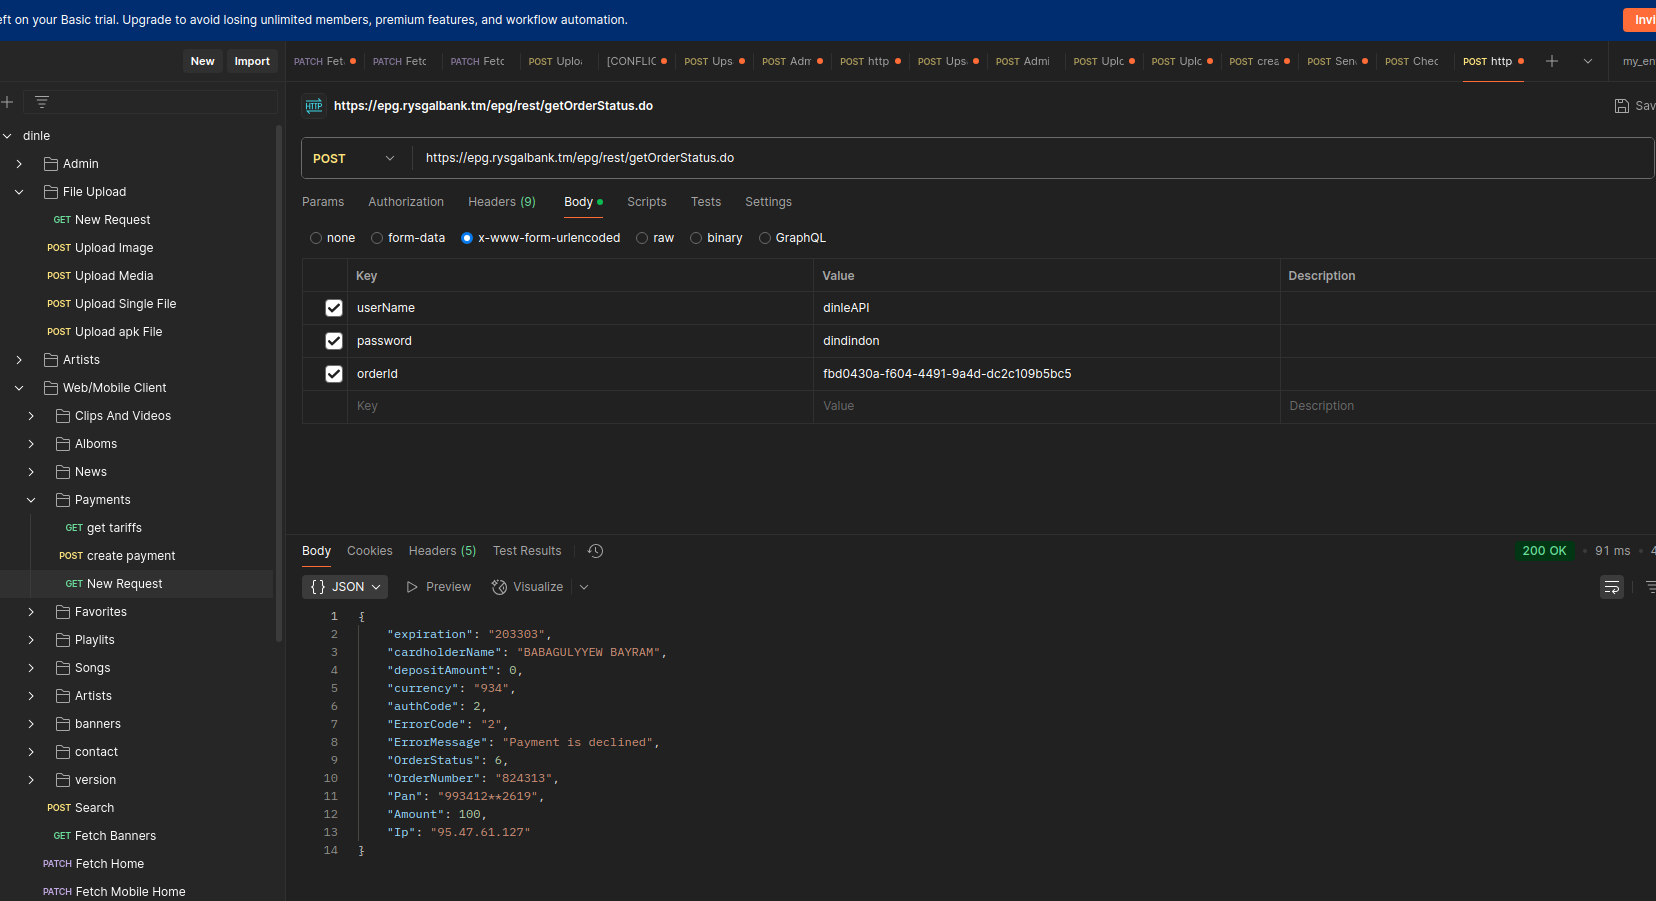 eft on your Basic trial. Upgrade to avoid losing unlimited members, premium features, and workflow automation.
Invi
New Import
PATCH Fet PATCH Fetc PATCH Fetc POST Uploa [CONFLIC POST Ups POST Adm POST http POST Ups POST Admi POST Uplc POST Uplc POST crea POST Sen POST Chec POST http my_en
HTTP https://epg.rysgalbank.tm/epg/rest/getOrderStatus.do Sav
POST https://epg.rysgalbank.tm/epg/rest/getOrderStatus.do
Params Authorization Headers (9) Body Scripts Tests Settings
none form-data x-www-form-urlencoded raw binary GraphQL
Key Value Description
userName dinleAPI
password dindindon
orderId fbd0430a-f604-4491-9a4d-dc2c109b5bc5
Key Value Description
dinle
Admin
File Upload
GET New Request
POST Upload Image
POST Upload Media
POST Upload Single File
POST Upload apk File
Artists
Web/Mobile Client
Clips And Videos
Alboms
News
Payments
GET get tariffs
POST create payment
GET New Request
Favorites
Playlits
Songs
Artists
banners
contact
version
POST Search
GET Fetch Banners
PATCH Fetch Home
PATCH Fetch Mobile Home
Body Cookies Headers (5) Test Results 200 OK • 91 ms • 4
{} JSON Preview Visualize
1 {
2 "expiration": "203303",
3 "cardholderName": "BABAGULYYEW BAYRAM",
4 "depositAmount": 0,
5 "currency": "934",
6 "authCode": 2,
7 "ErrorCode": "2",
8 "ErrorMessage": "Payment is declined",
9 "OrderStatus": 6,
10 "OrderNumber": "824313",
11 "Pan": "993412**2619",
12 "Amount": 100,
13 "Ip": "95.47.61.127"
14 }